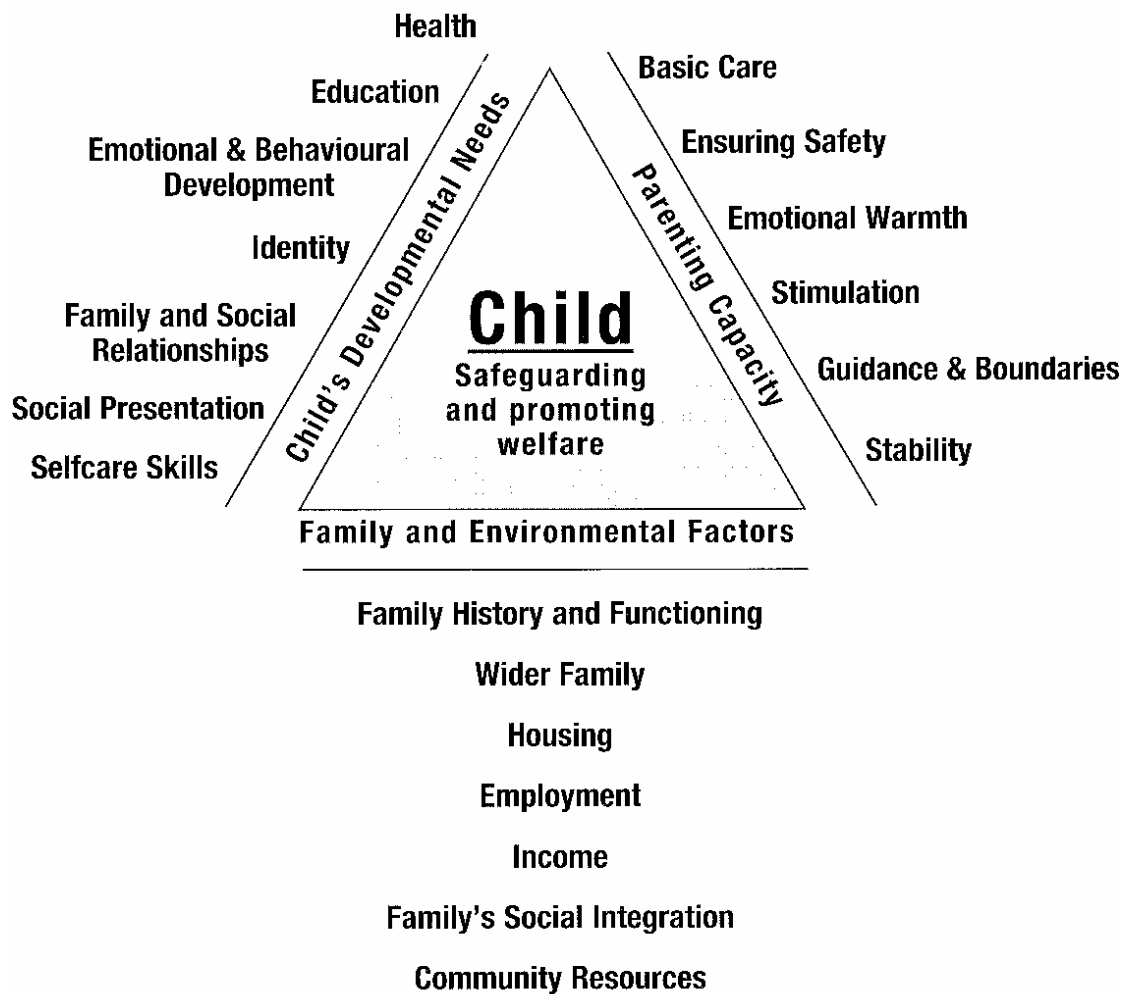 Health
Education
Emotional & Behavioural
Development
Identity
Family and Social
Relationships
Social Presentation
Selfcare Skills
Child's Developmental Needs
Child
Safeguarding
and promoting
welfare
Parenting Capacity
Basic Care
Ensuring Safety
Emotional Warmth
Stimulation
Guidance & Boundaries
Stability
Family and Environmental Factors
Family History and Functioning
Wider Family
Housing
Employment
Income
Family's Social Integration
Community Resources